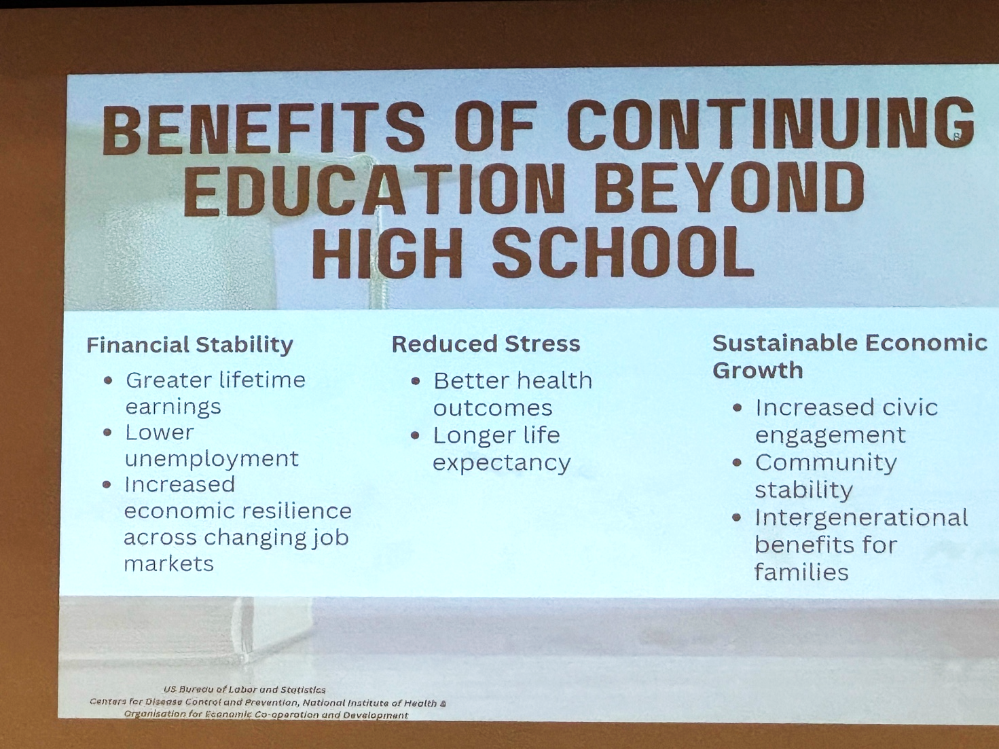 BENEFITS OF CONTINUING
EDUCATION BEYOND
HIGH SCHOOL
Financial Stability
• Greater lifetime
earnings
• Lower
unemployment
• Increased
economic resilience
across changing job
markets
Reduced Stress
• Better health
outcomes
• Longer life
expectancy
Sustainable Economic
Growth
• Increased civic
engagement
• Community
stability
• Intergenerational
benefits for
families
US Bureau of Labor and Statistics
Centers for Disease Control and Prevention, National Institute of Health &
Organisation for Economic Co-operation and Development